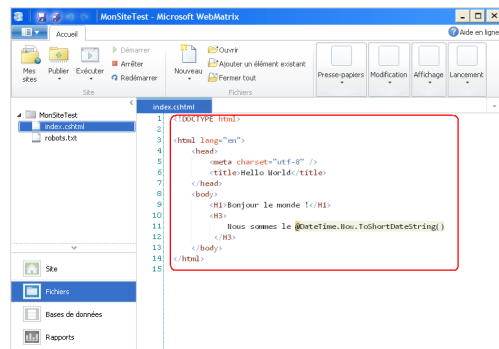 MonSiteTest - Microsoft WebMatrix
Accueil
Aide en ligne
Mes sites
Publier
Exécuter
Démarrer
Arrêter
Redémarrer
Site
Nouveau
Ouvrir
Ajouter un élément existant
Fermer tout
Fichiers
Presse-papiers
Modification
Affichage
Lancement
MonSiteTest
index.cshtml
robots.txt
Site
Fichiers
Bases de données
Rapports
index.cshtml
1 <!DOCTYPE html>
2
3 <html lang="en">
4 <head>
5 <meta charset="utf-8" />
6 <title>Hello World</title>
7 </head>
8 <body>
9 <H1>Bonjour le monde !</H1>
10 <H3>
11 Nous sommes le @DateTime.Now.ToShortDateString()
12 </H3>
13 </body>
14 </html>
15